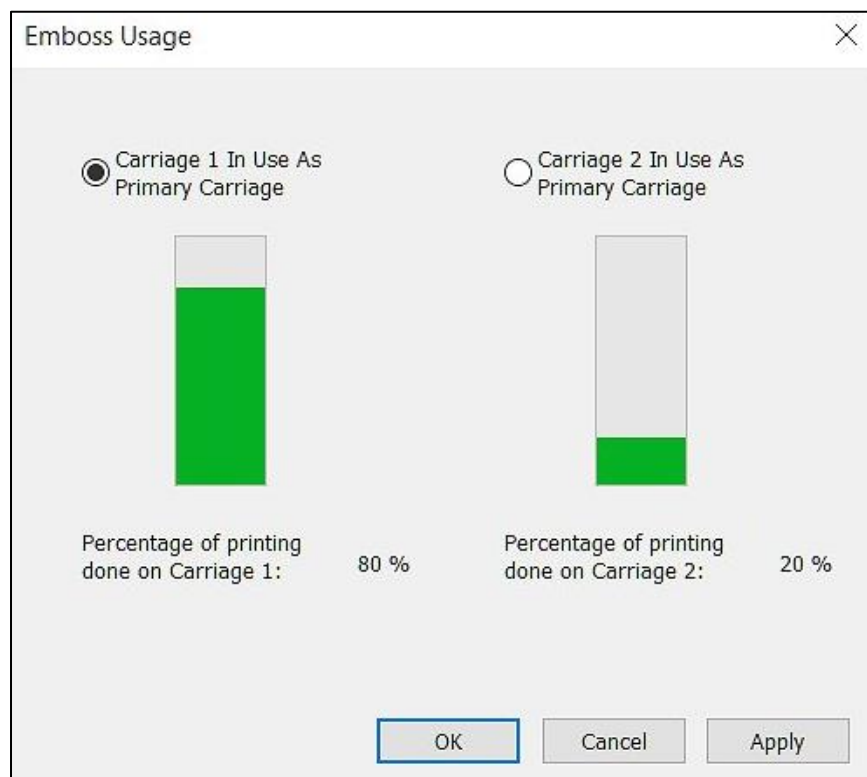 Emboss Usage
Carriage 1 In Use As
Primary Carriage
Carriage 2 In Use As
Primary Carriage
Percentage of printing
done on Carriage 1:
80 %
Percentage of printing
done on Carriage 2:
20 %
OK
Cancel
Apply